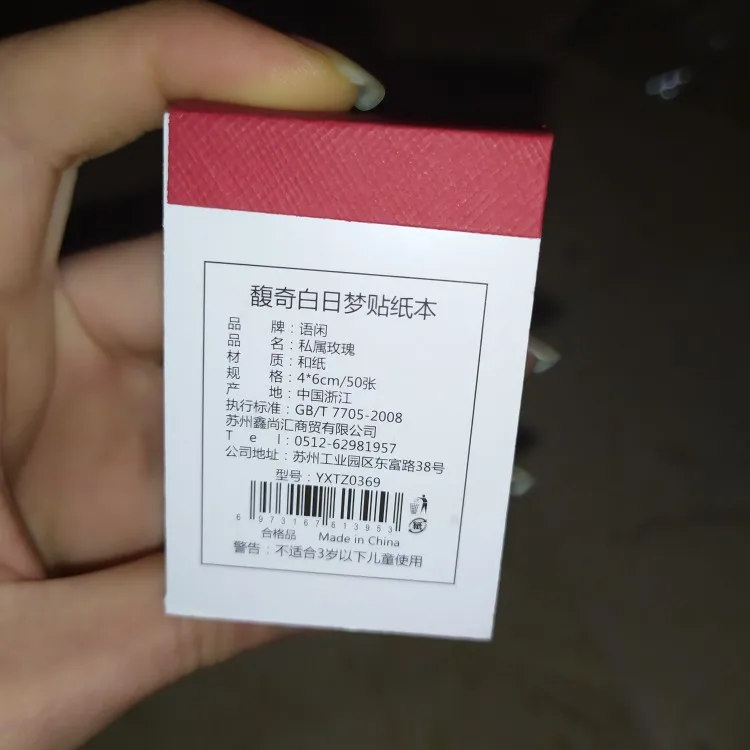 馥奇白日梦贴纸本
品 牌：语闲
品 名：私属玫瑰
材 质：和纸
规 格：4*6cm/50张
产 地：中国浙江
执行标准：GB/T 7705-2008
苏州鑫尚汇商贸有限公司
T e l：0512-62981957
公司地址：苏州工业园区东富路38号
型号：YXTZ0369
6 973167 813953
合格品 Made in China
警告：不适合3岁以下儿童使用